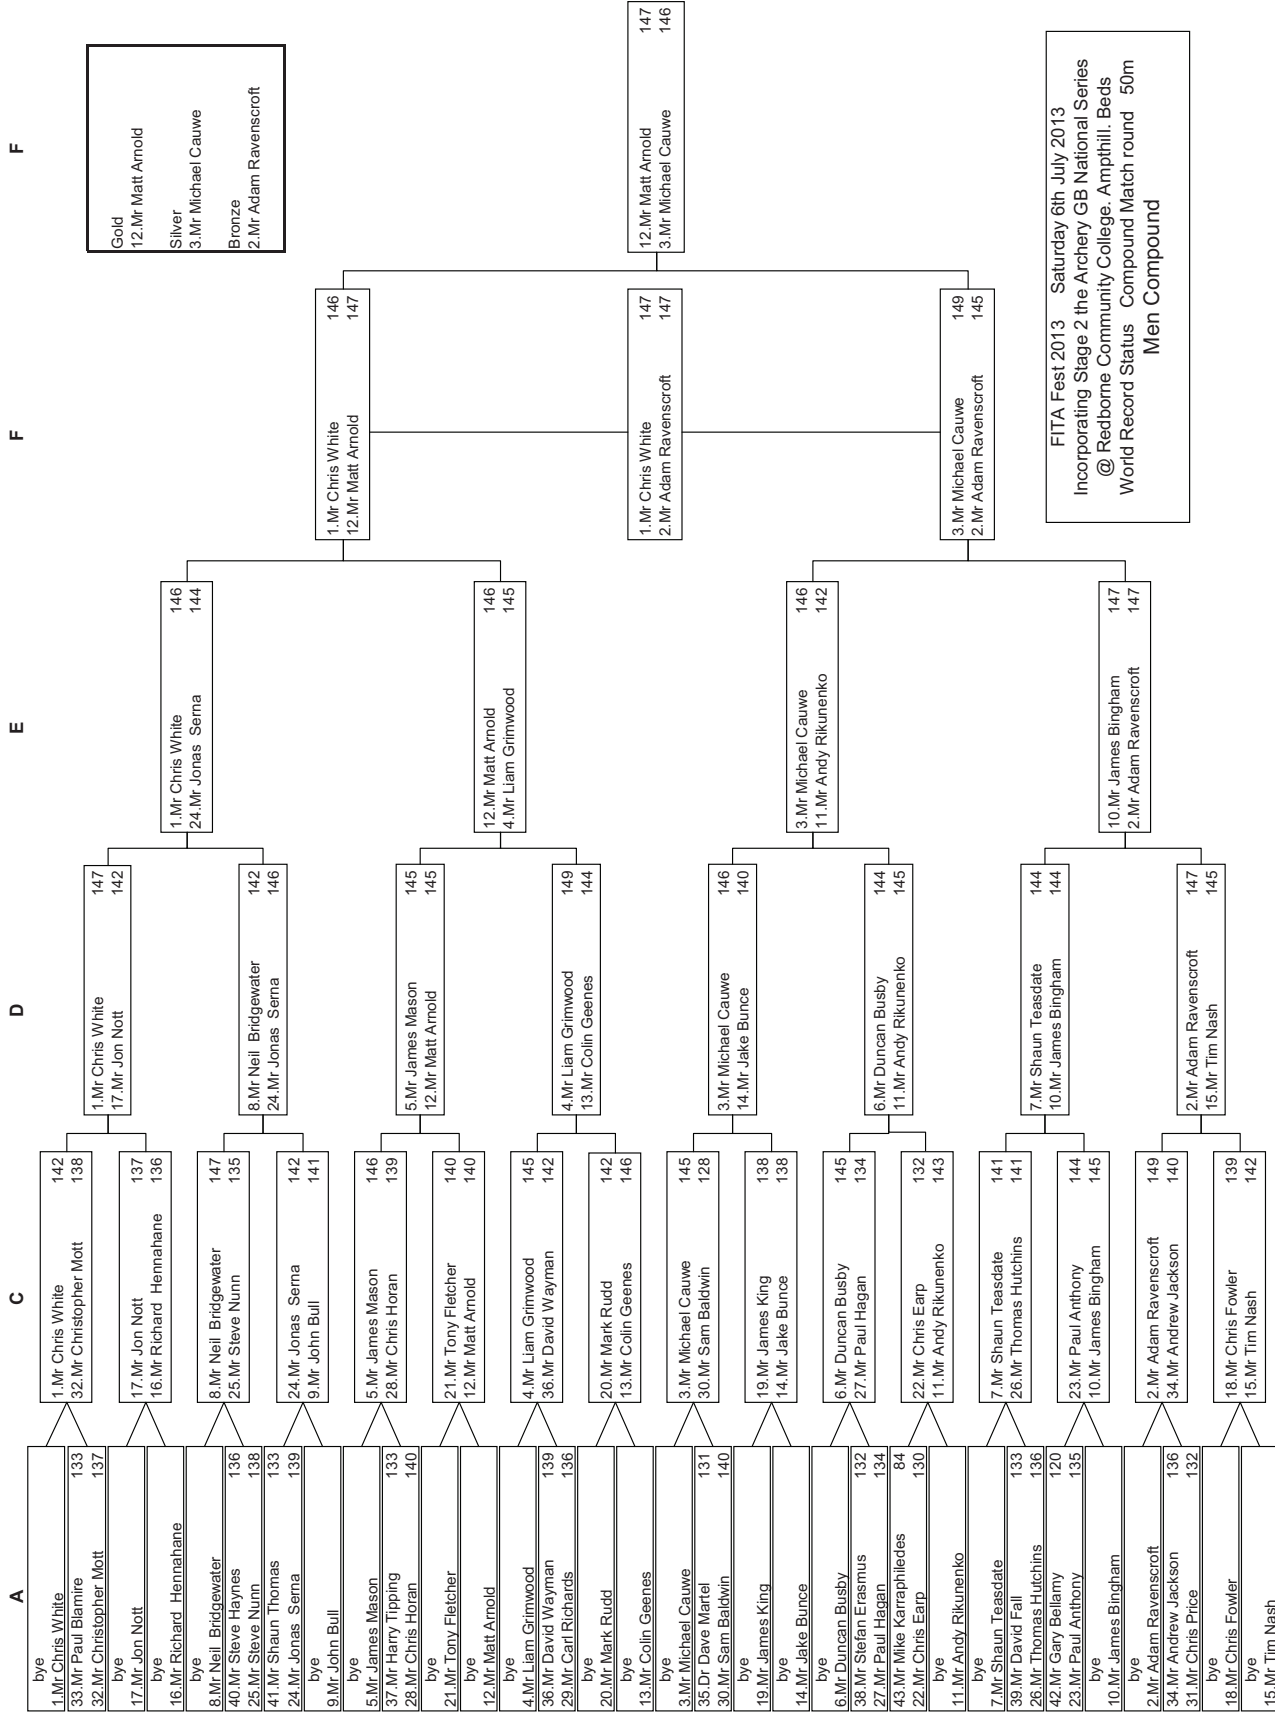 A
C
D
E
F
F
bye
1.Mr Chris White
33.Mr Paul Blamire 133
32.Mr Christopher Mott 137
bye
17.Mr Jon Nott
bye
16.Mr Richard Hennahane
bye
8.Mr Neil Bridgewater
40.Mr Steve Haynes 136
25.Mr Steve Nunn 138
41.Mr Shaun Thomas 133
24.Mr Jonas Serna 139
bye
9.Mr John Bull
bye
5.Mr James Mason
37.Mr Harry Tipping 133
28.Mr Chris Horan 140
bye
21.Mr Tony Fletcher
bye
12.Mr Matt Arnold
bye
4.Mr Liam Grimwood
36.Mr David Wayman 139
29.Mr Carl Richards 136
bye
20.Mr Mark Rudd
bye
13.Mr Colin Geenes
bye
3.Mr Michael Cauwe
35.Dr Dave Martel 131
30.Mr Sam Baldwin 140
bye
19.Mr James King
bye
14.Mr Jake Bunce
bye
6.Mr Duncan Busby
38.Mr Stefan Erasmus 132
27.Mr Paul Hagan 134
43.Mr Mike Karraphiledes 84
22.Mr Chris Earp 130
bye
11.Mr Andy Rikunenko
bye
7.Mr Shaun Teasdate
39.Mr David Fall 133
26.Mr Thomas Hutchins 136
42.Mr Gary Bellamy 120
23.Mr Paul Anthony 135
bye
10.Mr James Bingham
bye
2.Mr Adam Ravenscroft
34.Mr Andrew Jackson 136
31.Mr Chris Price 132
bye
18.Mr Chris Fowler
bye
15.Mr Tim Nash
1.Mr Chris White 142
32.Mr Christopher Mott 138
17.Mr Jon Nott 137
16.Mr Richard Hennahane 136
8.Mr Neil Bridgewater 147
25.Mr Steve Nunn 135
24.Mr Jonas Serna 142
9.Mr John Bull 141
5.Mr James Mason 146
28.Mr Chris Horan 139
21.Mr Tony Fletcher 140
12.Mr Matt Arnold 140
4.Mr Liam Grimwood 145
36.Mr David Wayman 142
20.Mr Mark Rudd 142
13.Mr Colin Geenes 146
3.Mr Michael Cauwe 145
30.Mr Sam Baldwin 128
19.Mr James King 138
14.Mr Jake Bunce 138
6.Mr Duncan Busby 145
27.Mr Paul Hagan 134
22.Mr Chris Earp 132
11.Mr Andy Rikunenko 143
7.Mr Shaun Teasdate 141
26.Mr Thomas Hutchins 141
23.Mr Paul Anthony 144
10.Mr James Bingham 145
2.Mr Adam Ravenscroft 149
34.Mr Andrew Jackson 140
18.Mr Chris Fowler 139
15.Mr Tim Nash 142
1.Mr Chris White 147
17.Mr Jon Nott 142
8.Mr Neil Bridgewater 142
24.Mr Jonas Serna 146
5.Mr James Mason 145
12.Mr Matt Arnold 145
4.Mr Liam Grimwood 149
13.Mr Colin Geenes 144
3.Mr Michael Cauwe 146
14.Mr Jake Bunce 140
6.Mr Duncan Busby 144
11.Mr Andy Rikunenko 145
7.Mr Shaun Teasdate 144
10.Mr James Bingham 144
2.Mr Adam Ravenscroft 147
15.Mr Tim Nash 145
1.Mr Chris White 146
24.Mr Jonas Serna 144
12.Mr Matt Arnold 146
4.Mr Liam Grimwood 145
3.Mr Michael Cauwe 146
11.Mr Andy Rikunenko 142
10.Mr James Bingham 147
2.Mr Adam Ravenscroft 147
1.Mr Chris White 146
12.Mr Matt Arnold 147
1.Mr Chris White 147
2.Mr Adam Ravenscroft 147
3.Mr Michael Cauwe 149
2.Mr Adam Ravenscroft 145
Gold
12.Mr Matt Arnold
Silver
3.Mr Michael Cauwe
Bronze
2.Mr Adam Ravenscroft
12.Mr Matt Arnold 147
3.Mr Michael Cauwe 146
FITA Fest 2013 Saturday 6th July 2013
Incorporating Stage 2 the Archery GB National Series
@ Redborne Community College. Ampthill. Beds
World Record Status Compound Match round 50m
Men Compound